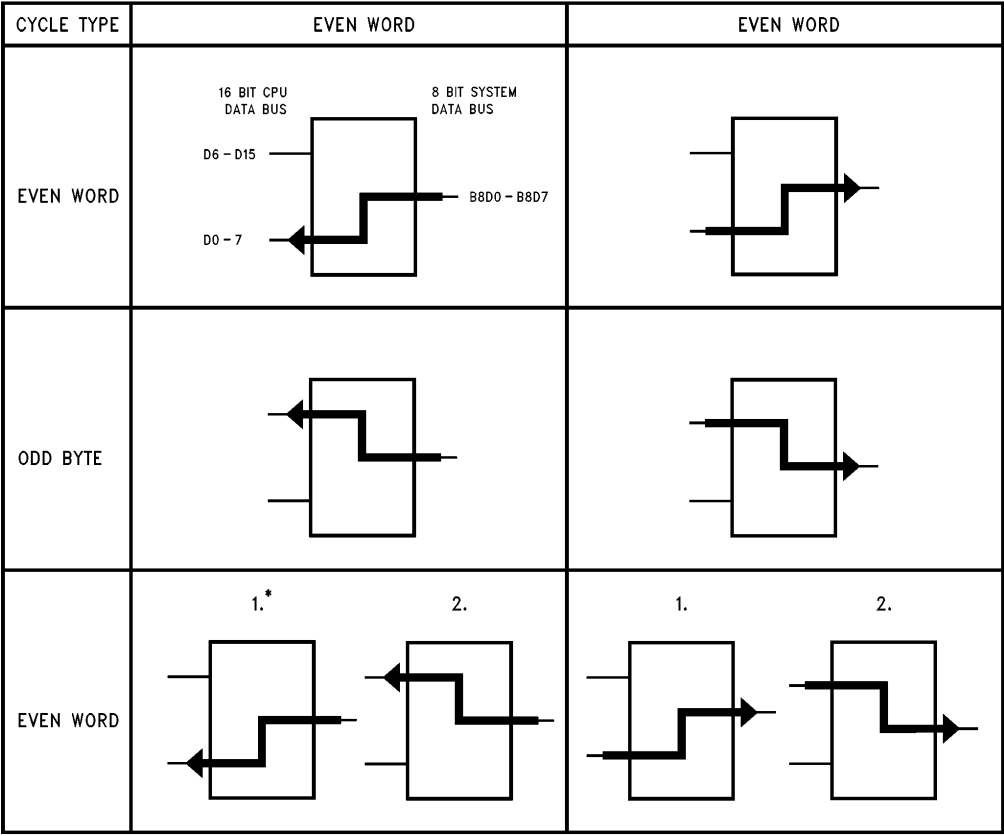 CYCLE TYPE
EVEN WORD
EVEN WORD
EVEN WORD
16 BIT CPU
DATA BUS
8 BIT SYSTEM
DATA BUS
D6 – D15
B8D0 – B8D7
D0 – 7
ODD BYTE
EVEN WORD
1.*
2.
1.
2.